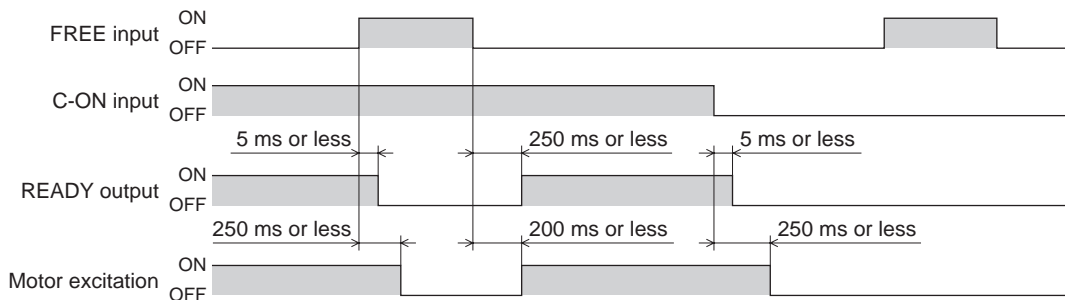 ON
FREE input
OFF
ON
C-ON input
OFF
5 ms or less
250 ms or less
5 ms or less
ON
READY output
OFF
250 ms or less
200 ms or less
250 ms or less
ON
Motor excitation
OFF